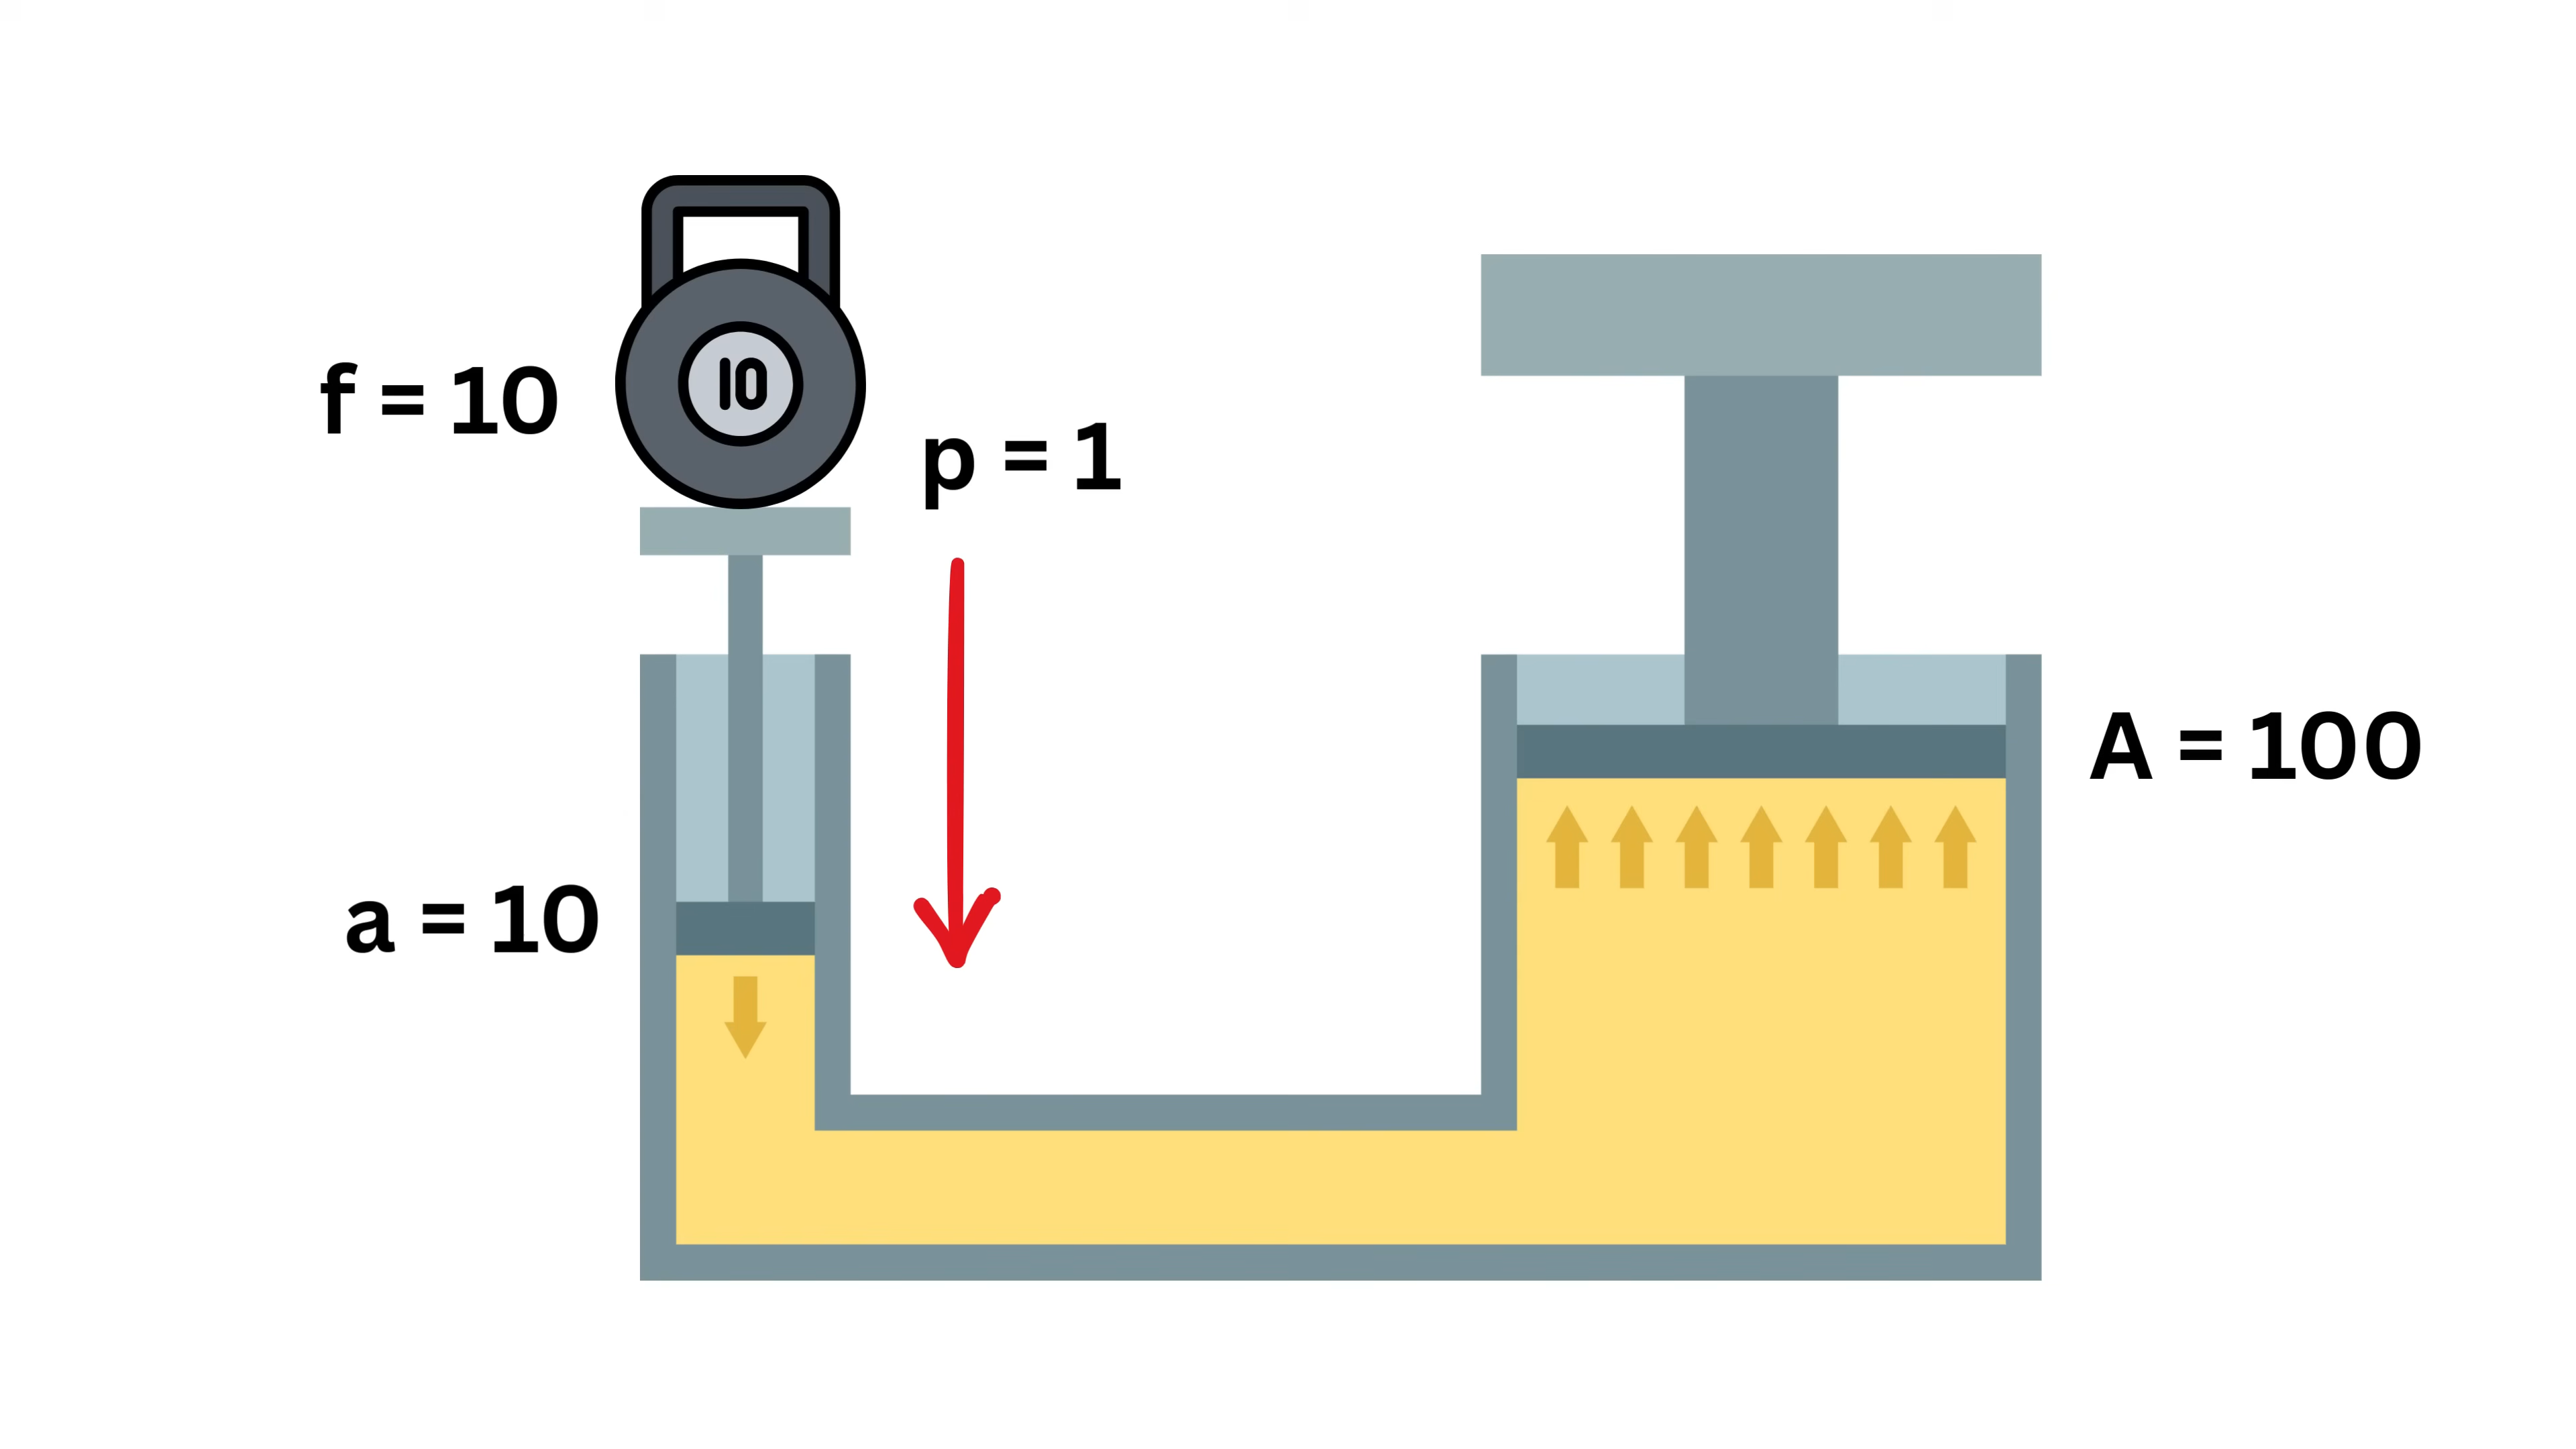 f = 10
10
p = 1
A = 100
a = 10